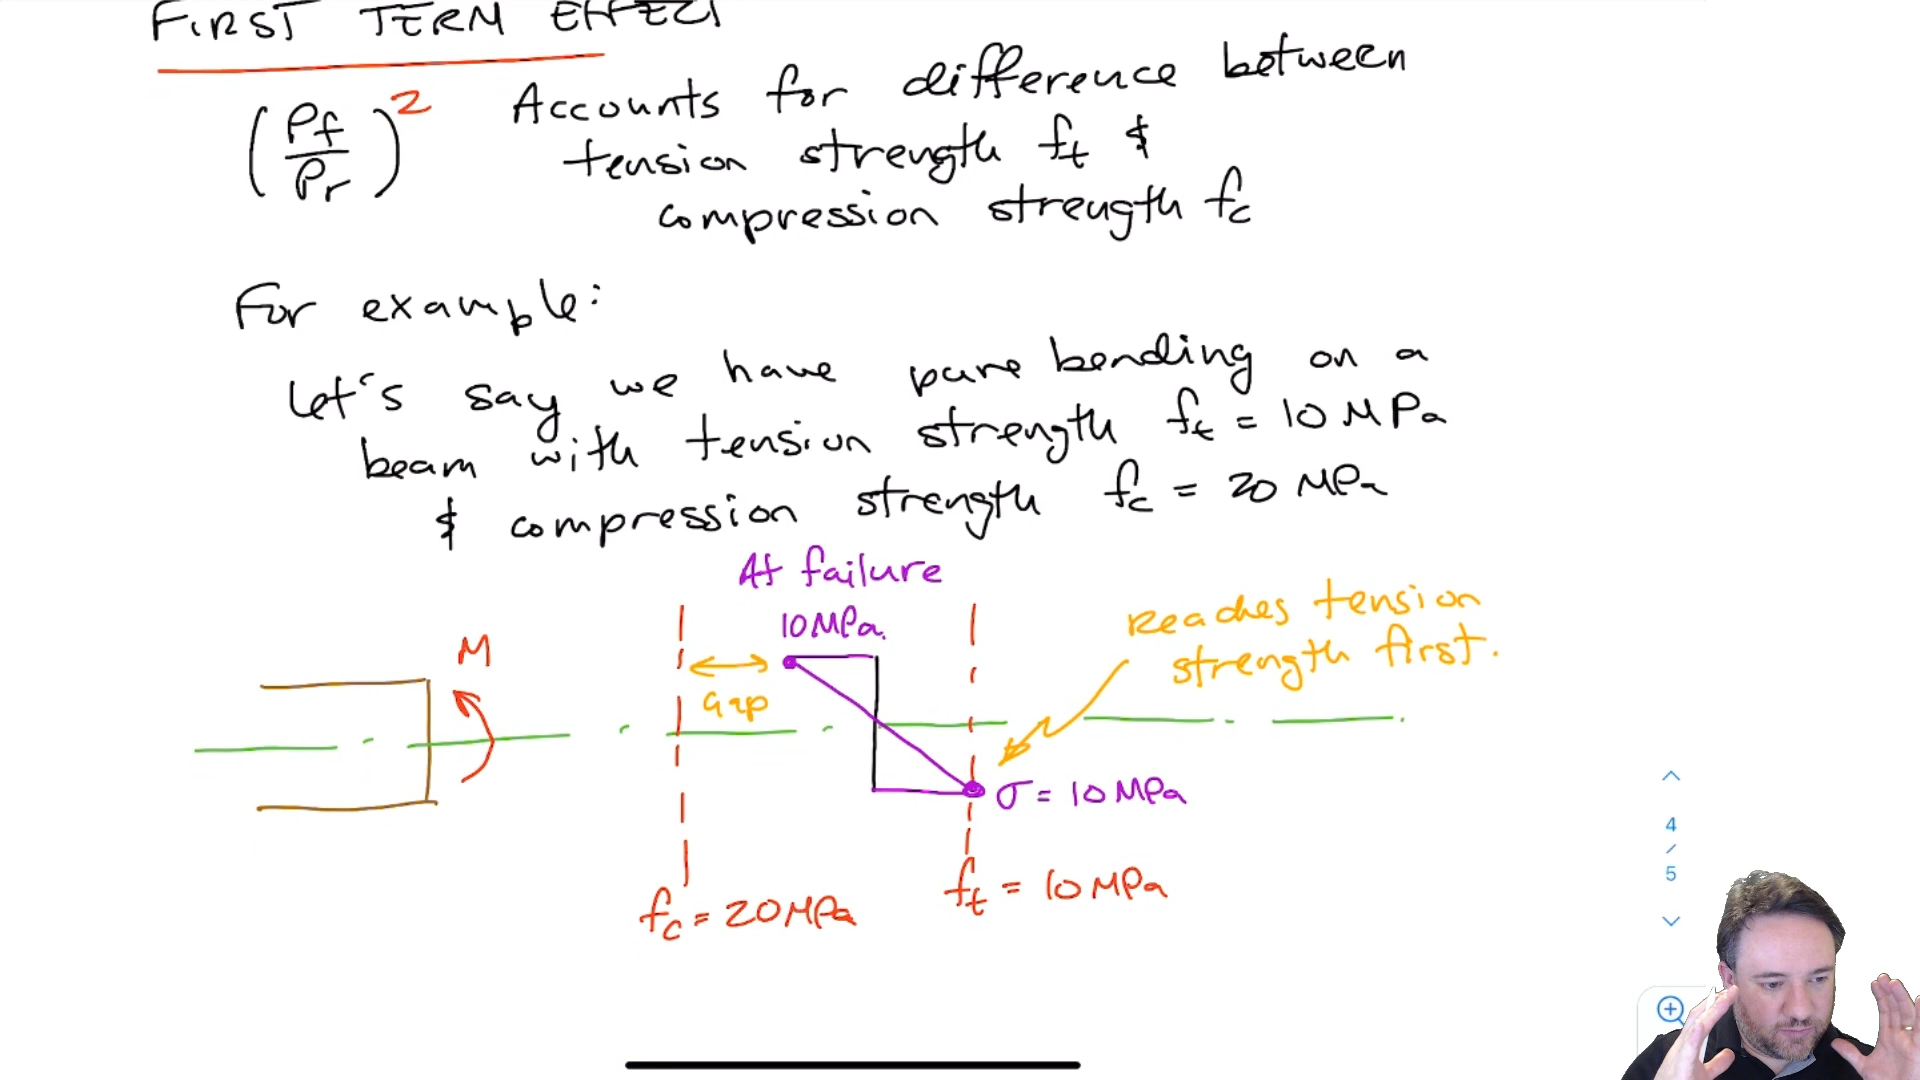 FIRST TERM EFFECT
(Pf/Pr)² Accounts for difference between
tension strength ft &
compression strength fc
For example:
Let's say we have pure bending on a
beam with tension strength ft = 10 MPa
& compression strength fc = 20 MPa
At failure
10MPa.
Reaches tension
strength first.
M
Gap
σ = 10 MPa
fc = 20MPa
ft = 10 MPa
4
/
5